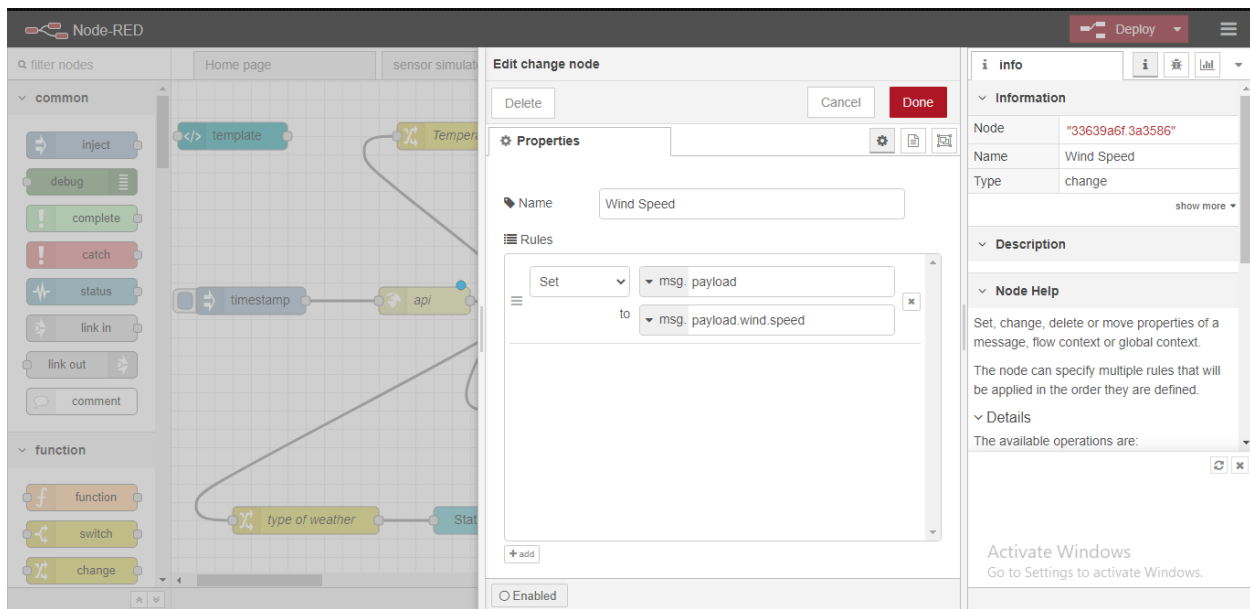 Node-RED
Deploy
filter nodes
common
inject
debug
complete
catch
status
link in
link out
comment
function
function
switch
change
Home page
sensor simulat
template
Tempera
timestamp
api
type of weather
Stat
Edit change node
Delete
Cancel
Done
Properties
Name
Wind Speed
Rules
Set
msg. payload
to
msg. payload.wind.speed
add
Enabled
i info
i
Information
Node "33639a6f.3a3586"
Name Wind Speed
Type change
show more
Description
Node Help
Set, change, delete or move properties of a
message, flow context or global context.
The node can specify multiple rules that will
be applied in the order they are defined.
Details
The available operations are:
Activate Windows
Go to Settings to activate Windows.